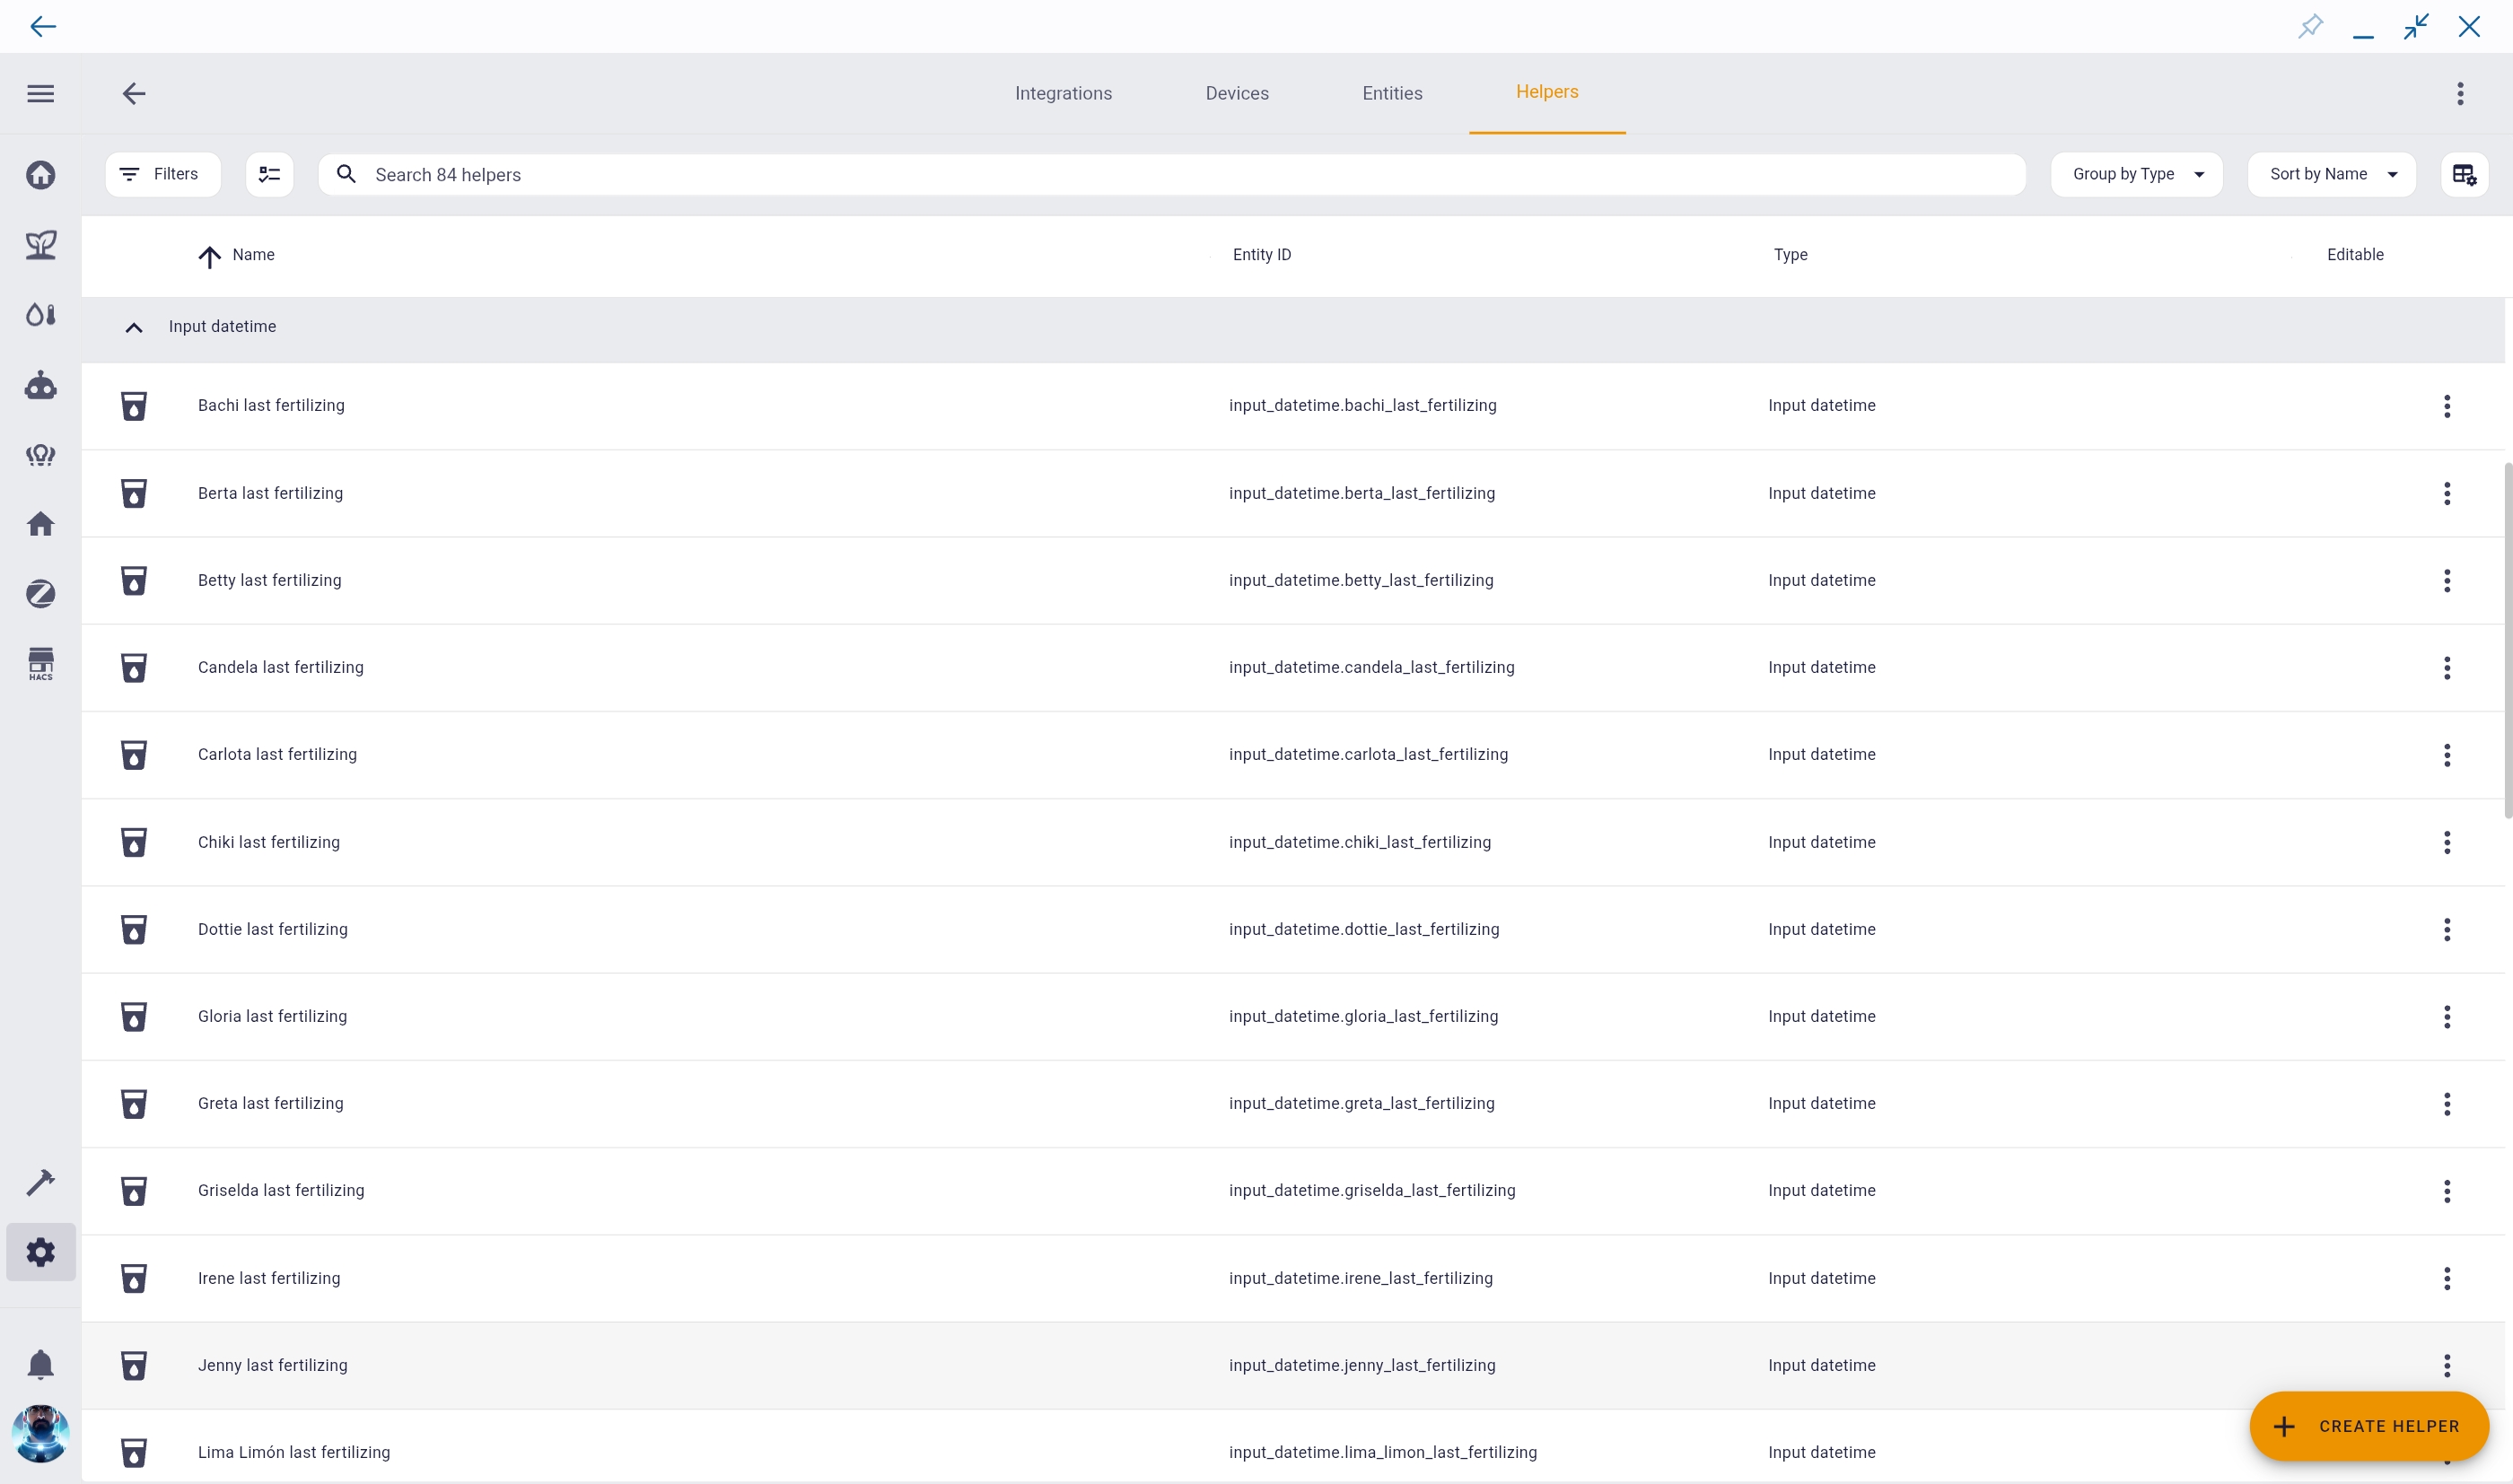 Integrations Devices Entities Helpers
Filters Search 84 helpers Group by Type Sort by Name
Name Entity ID Type Editable
Input datetime
Bachi last fertilizing input_datetime.bachi_last_fertilizing Input datetime
Berta last fertilizing input_datetime.berta_last_fertilizing Input datetime
Betty last fertilizing input_datetime.betty_last_fertilizing Input datetime
Candela last fertilizing input_datetime.candela_last_fertilizing Input datetime
Carlota last fertilizing input_datetime.carlota_last_fertilizing Input datetime
Chiki last fertilizing input_datetime.chiki_last_fertilizing Input datetime
Dottie last fertilizing input_datetime.dottie_last_fertilizing Input datetime
Gloria last fertilizing input_datetime.gloria_last_fertilizing Input datetime
Greta last fertilizing input_datetime.greta_last_fertilizing Input datetime
Griselda last fertilizing input_datetime.griselda_last_fertilizing Input datetime
Irene last fertilizing input_datetime.irene_last_fertilizing Input datetime
Jenny last fertilizing input_datetime.jenny_last_fertilizing Input datetime
Lima Limón last fertilizing input_datetime.lima_limon_last_fertilizing Input datetime
CREATE HELPER
HACS